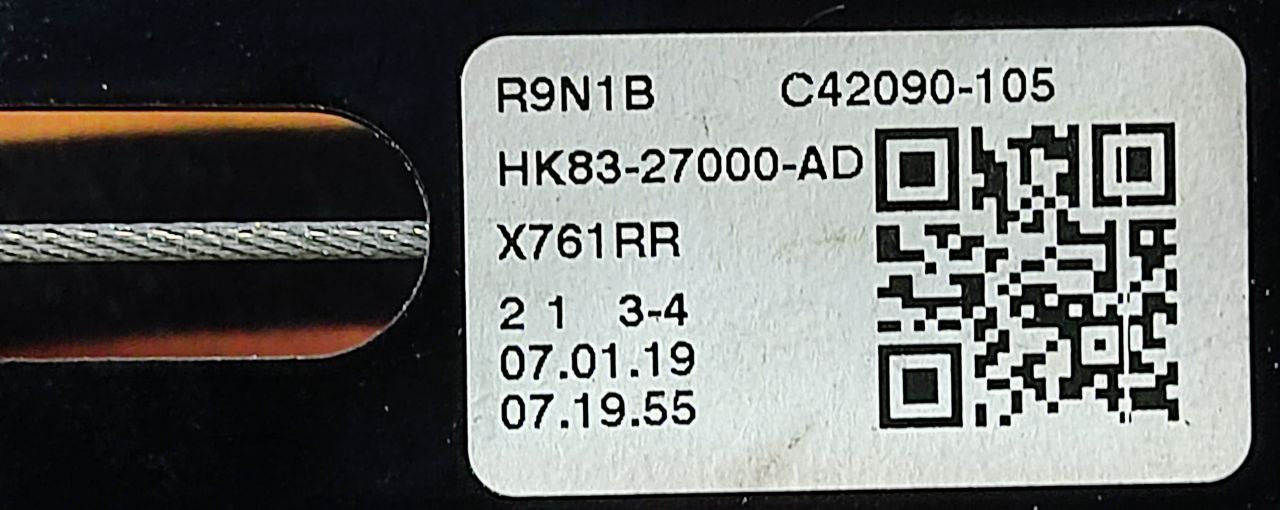 R9N1B C42090-105
HK83-27000-AD
X761RR
2 1 3-4
07.01.19
07.19.55